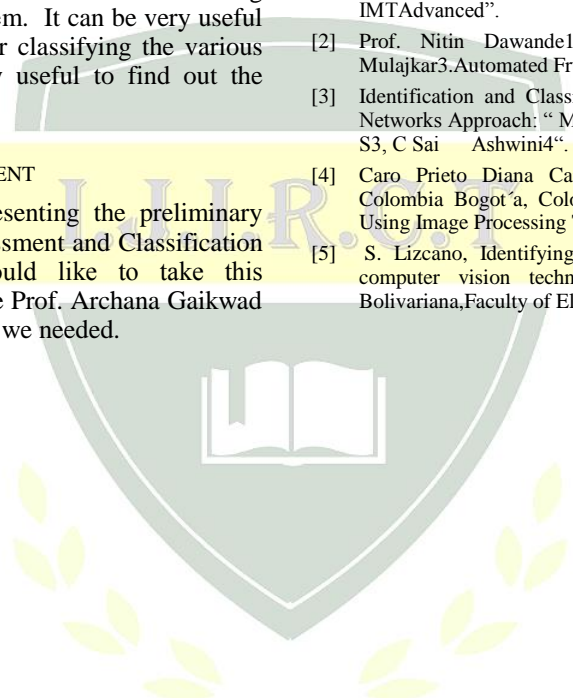 em. It can be very useful
r classifying the various
useful to find out the
ENT
esenting the preliminary
essment and Classification
ould like to take this
Prof. Archana Gaikwad
we needed.
IMTAdvanced”.
[2] Prof. Nitin Dawande1
Mulajkar3.Automated Fr
[3] Identification and Class
Networks Approach: “ M
S3, C Sai Ashwini4“.
[4] Caro Prieto Diana Ca
Colombia Bogot´a, Colo
Using Image Processing
[5] S. Lizcano, Identifying
computer vision techn
Bolivariana,Faculty of El
I.J.I.R.C.T